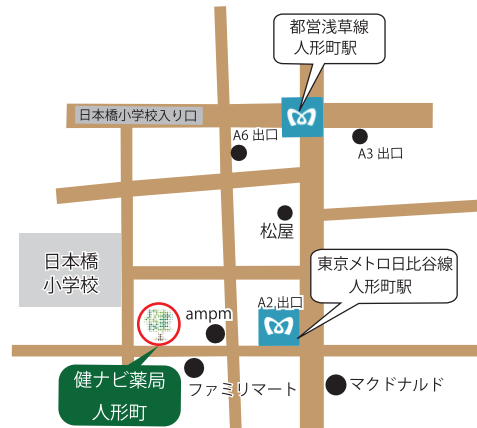 都営浅草線
人形町駅
日本橋小学校入り口
A6 出口
A3 出口
松屋
日本橋
小学校
東京メトロ日比谷線
人形町駅
A2 出口
ampm
健ナビ薬局
人形町
ファミリマート
マクドナルド